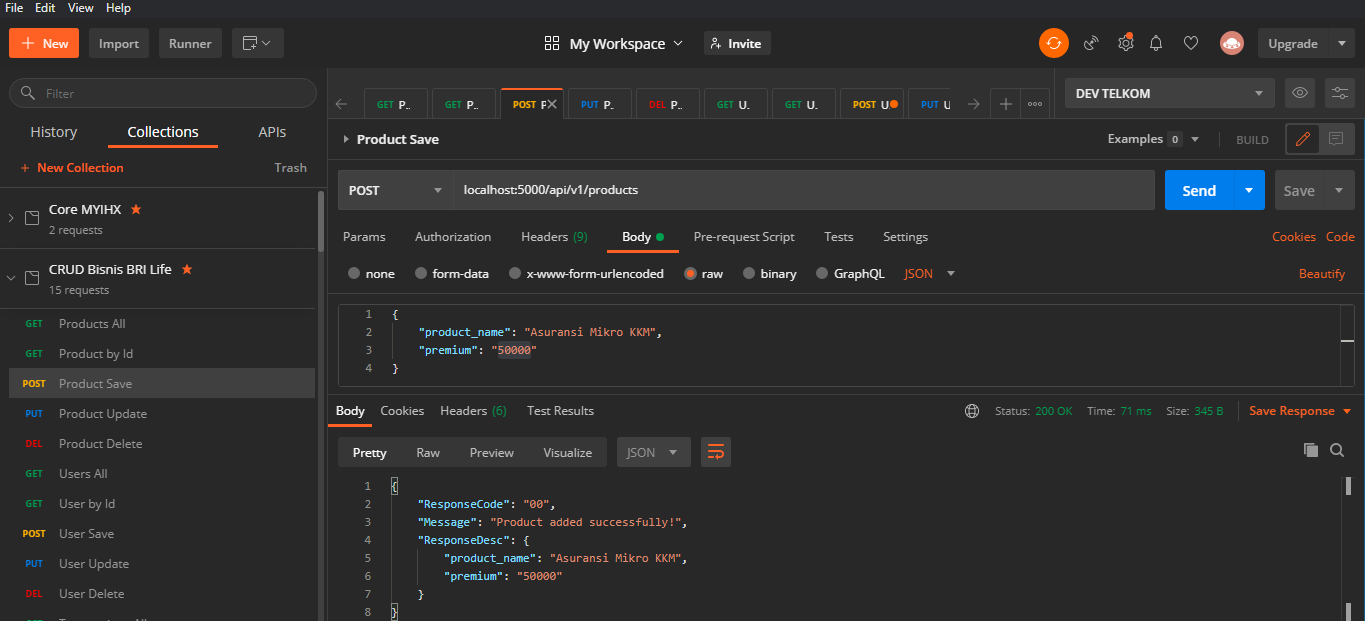 File Edit View Help
New Import Runner My Workspace Invite Upgrade
Filter
History Collections APIs
New Collection Trash
Core MYIHX
2 requests
CRUD Bisnis BRI Life
15 requests
GET Products All
GET Product by Id
POST Product Save
PUT Product Update
DEL Product Delete
GET Users All
GET User by Id
POST User Save
PUT User Update
DEL User Delete
GET P.. GET P.. POST P PUT P.. DEL P.. GET U. GET U. POST U PUT U
DEV TELKOM
Product Save Examples 0 BUILD
POST localhost:5000/api/v1/products Send Save
Params Authorization Headers (9) Body Pre-request Script Tests Settings Cookies Code
none form-data x-www-form-urlencoded raw binary GraphQL JSON Beautify
1 {
2 "product_name": "Asuransi Mikro KKM",
3 "premium": "50000"
4 }
Body Cookies Headers (6) Test Results Status: 200 OK Time: 71 ms Size: 345 B Save Response
Pretty Raw Preview Visualize JSON
1 {
2 "ResponseCode": "00",
3 "Message": "Product added successfully!",
4 "ResponseDesc": {
5 "product_name": "Asuransi Mikro KKM",
6 "premium": "50000"
7 }
8 }